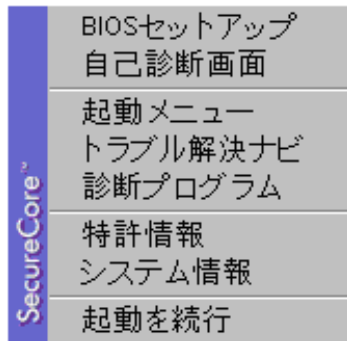 BIOSセットアップ
自己診断画面
起動メニュー
トラブル解決ナビ
診断プログラム
特許情報
システム情報
起動を続行
SecureCore™